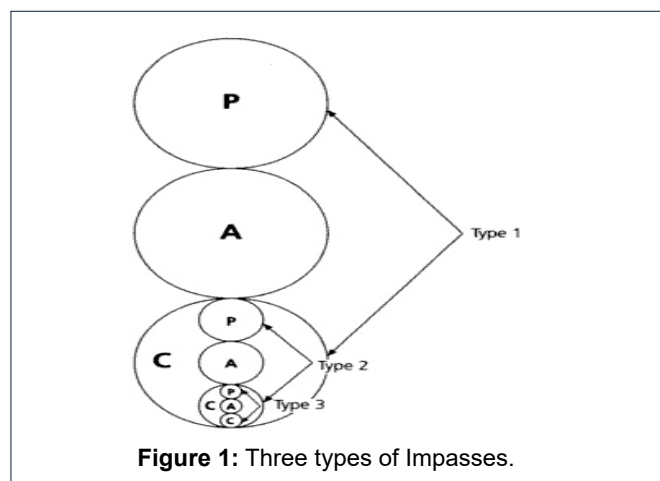 P
A
Type 1
P
C
A
Type 2
P
C A Type 3
C
Figure 1: Three types of Impasses.